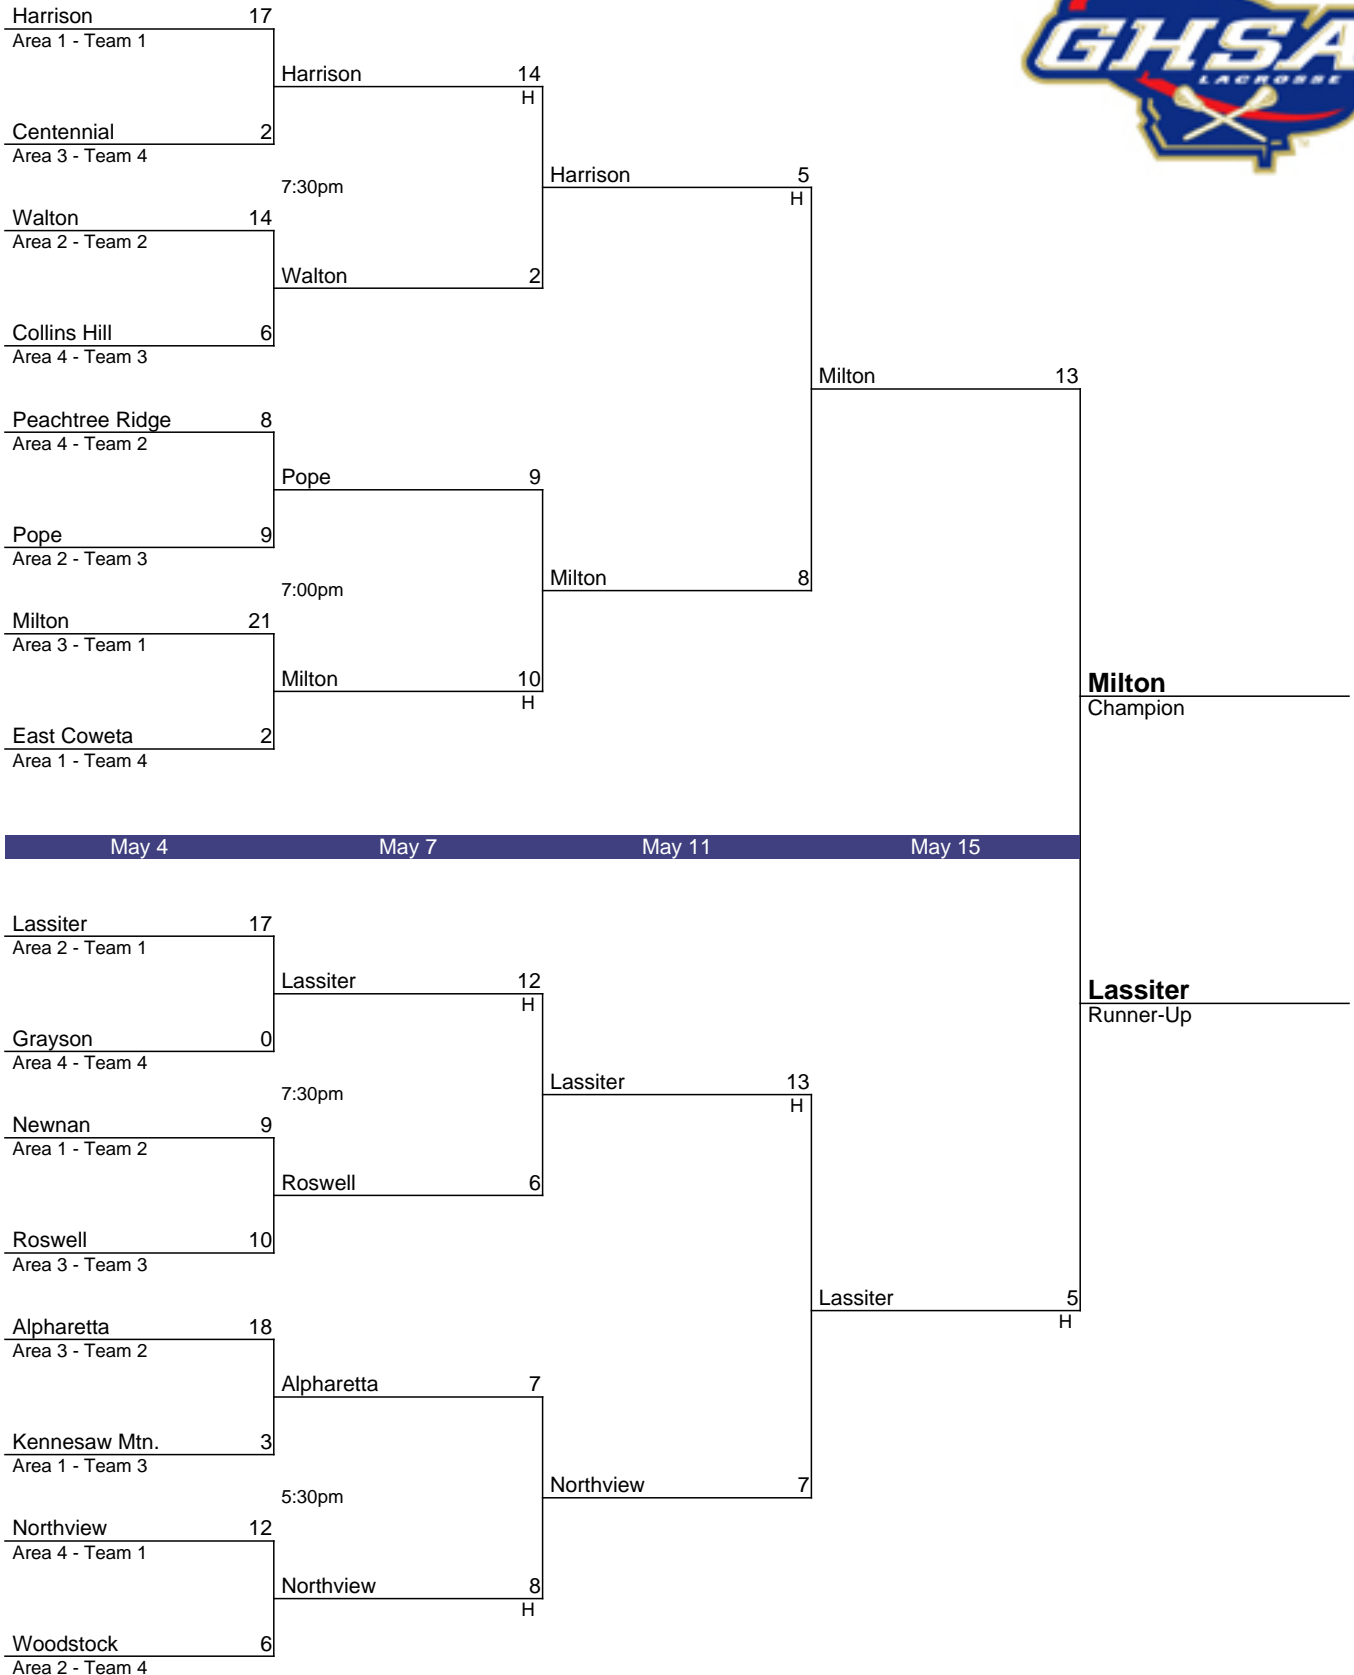 Harrison 17
Area 1 - Team 1
GHSA
LACROSSE
Harrison 14
H
Centennial 2
Area 3 - Team 4
Harrison 5
H
7:30pm
Walton 14
Area 2 - Team 2
Walton 2
Collins Hill 6
Area 4 - Team 3
Milton 13
Peachtree Ridge 8
Area 4 - Team 2
Pope 9
Pope 9
Area 2 - Team 3
Milton 8
7:00pm
Milton 21
Area 3 - Team 1
Milton 10
H
Milton
Champion
East Coweta 2
Area 1 - Team 4
May 4 May 7 May 11 May 15
Lassiter 17
Area 2 - Team 1
Lassiter 12
H
Lassiter
Runner-Up
Grayson 0
Area 4 - Team 4
Lassiter 13
H
7:30pm
Newnan 9
Area 1 - Team 2
Roswell 6
Roswell 10
Area 3 - Team 3
Lassiter 5
H
Alpharetta 18
Area 3 - Team 2
Alpharetta 7
Kennesaw Mtn. 3
Area 1 - Team 3
Northview 7
5:30pm
Northview 12
Area 4 - Team 1
Northview 8
H
Woodstock 6
Area 2 - Team 4